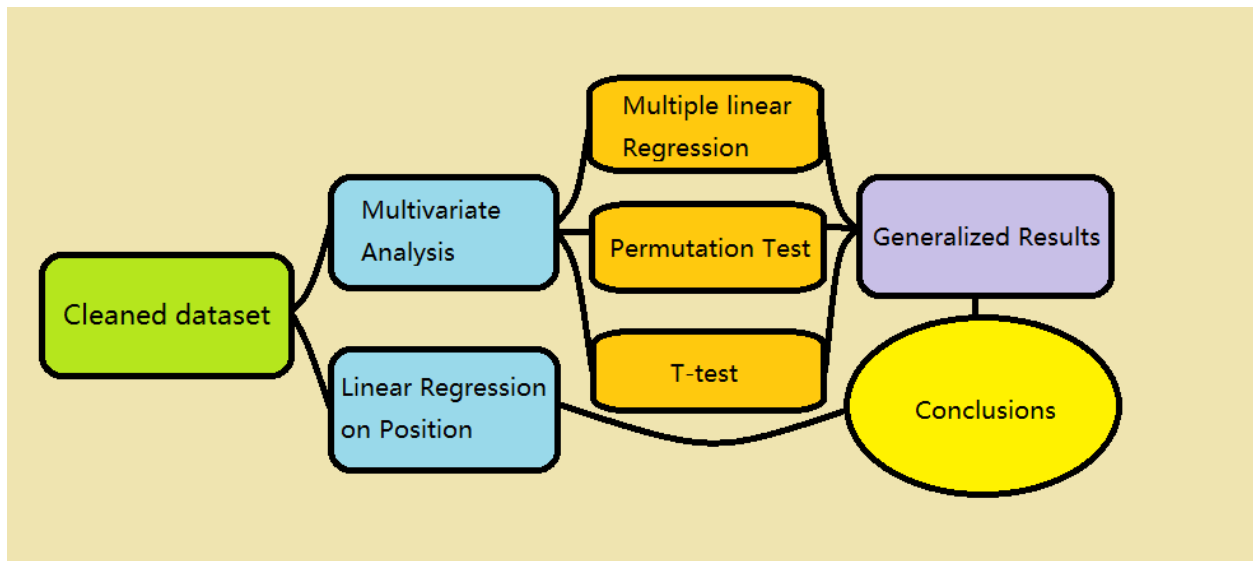 Cleaned dataset
Multivariate
Analysis
Linear Regression
on Position
Multiple linear
Regression
Permutation Test
T-test
Generalized Results
Conclusions